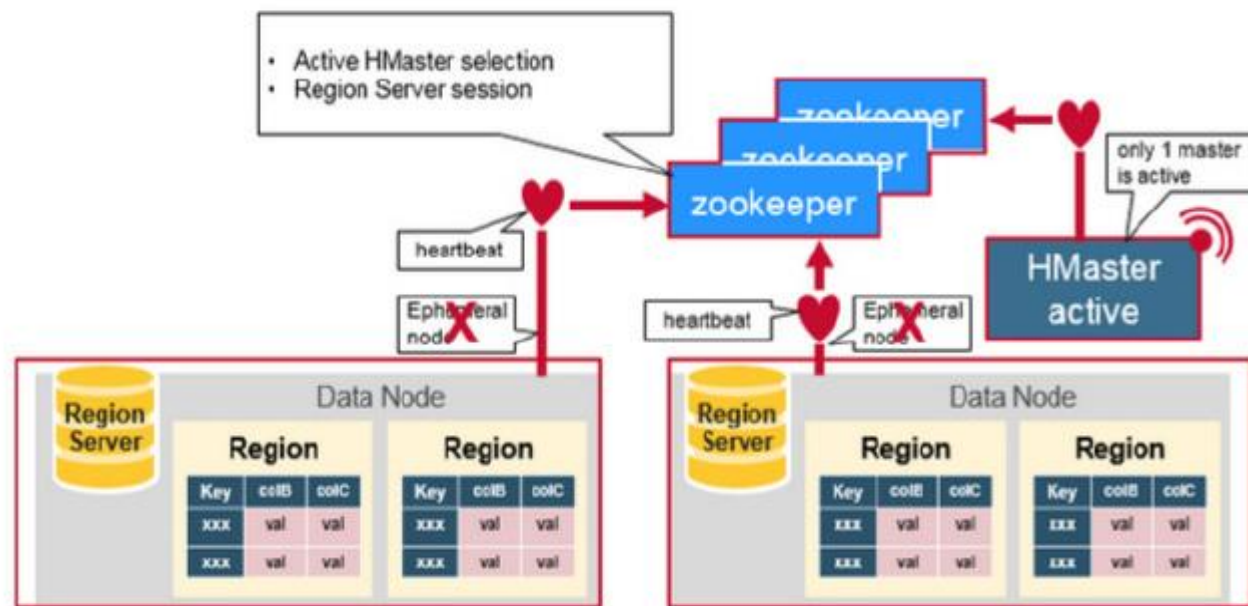 • Active HMaster selection
• Region Server session
zookeeper
zookeeper
zookeeper
only 1 master
is active
heartbeat
HMaster
active
Ephemeral
node
X
heartbeat
Ephemeral
node
X
Region
Server
Data Node
Region
Key colB colC
xxx val val
xxx val val
Region
Key colB colC
xxx val val
xxx val val
Region
Server
Data Node
Region
Key colB colC
xxx val val
xxx val val
Region
Key colB colC
xxx val val
xxx val val